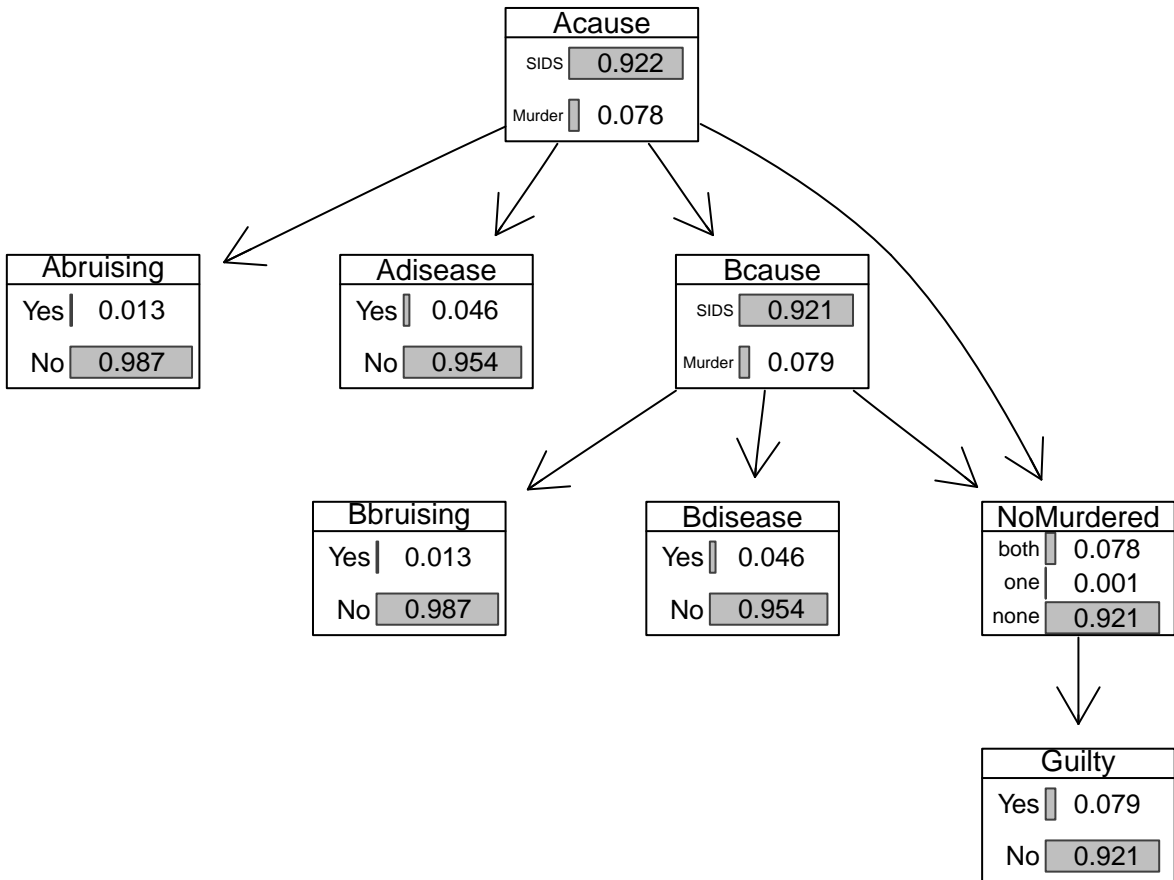 Acause
SIDS 0.922
Murder 0.078
Abruising
Yes 0.013
No 0.987
Adisease
Yes 0.046
No 0.954
Bcause
SIDS 0.921
Murder 0.079
Bbruising
Yes 0.013
No 0.987
Bdisease
Yes 0.046
No 0.954
NoMurdered
both 0.078
one 0.001
none 0.921
Guilty
Yes 0.079
No 0.921